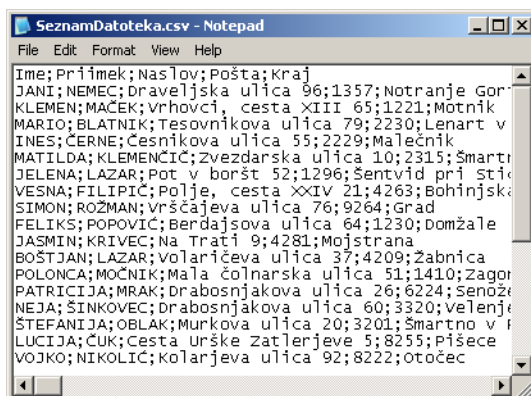 SeznamDatoteka.csv - Notepad
File Edit Format View Help
Ime;Priimek;Naslov;Pošta;Kraj
JANI;NEMEC;Draveljska ulica 96;1357;Notranje Gor
KLEMEN;MAČEK;Vrhovci, cesta XIII 65;1221;Motnik
MARIO;BLATNIK;Tesovnikova ulica 79;2230;Lenart v
INES;ČERNE;Česnikova ulica 55;2229;Malečnik
MATILDA;KLEMENČIČ;Zvezdarska ulica 10;2315;Šmartn
JELENA;LAZAR;Pot v boršt 52;1296;Šentvid pri Stič
VESNA;FILIPIČ;Polje, cesta XXIV 21;4263;Bohinjska
SIMON;ROŽMAN;Vrščajeva ulica 76;9264;Grad
FELIKS;POPOVIĆ;Berdajsova ulica 64;1230;Domžale
JASMIN;KRIVEC;Na Trati 9;4281;Mojstrana
BOŠTJAN;LAZAR;Volaričeva ulica 37;4209;Žabnica
POLONCA;MOČNIK;Mala čolnarska ulica 51;1410;Zagor
PATRICIJA;MRAK;Drabosnjakova ulica 26;6224;Senože
NEJA;ŠINKOVEC;Drabosnjakova ulica 60;3320;Velenje
ŠTEFANIJA;OBLAK;Murkova ulica 20;3201;Šmartno v
LUCIJA;ČUK;Cesta Urške Zatlerjeve 5;8255;Pišece
VOJKO;NIKOLIĆ;Kolarjeva ulica 92;8222;Otočec